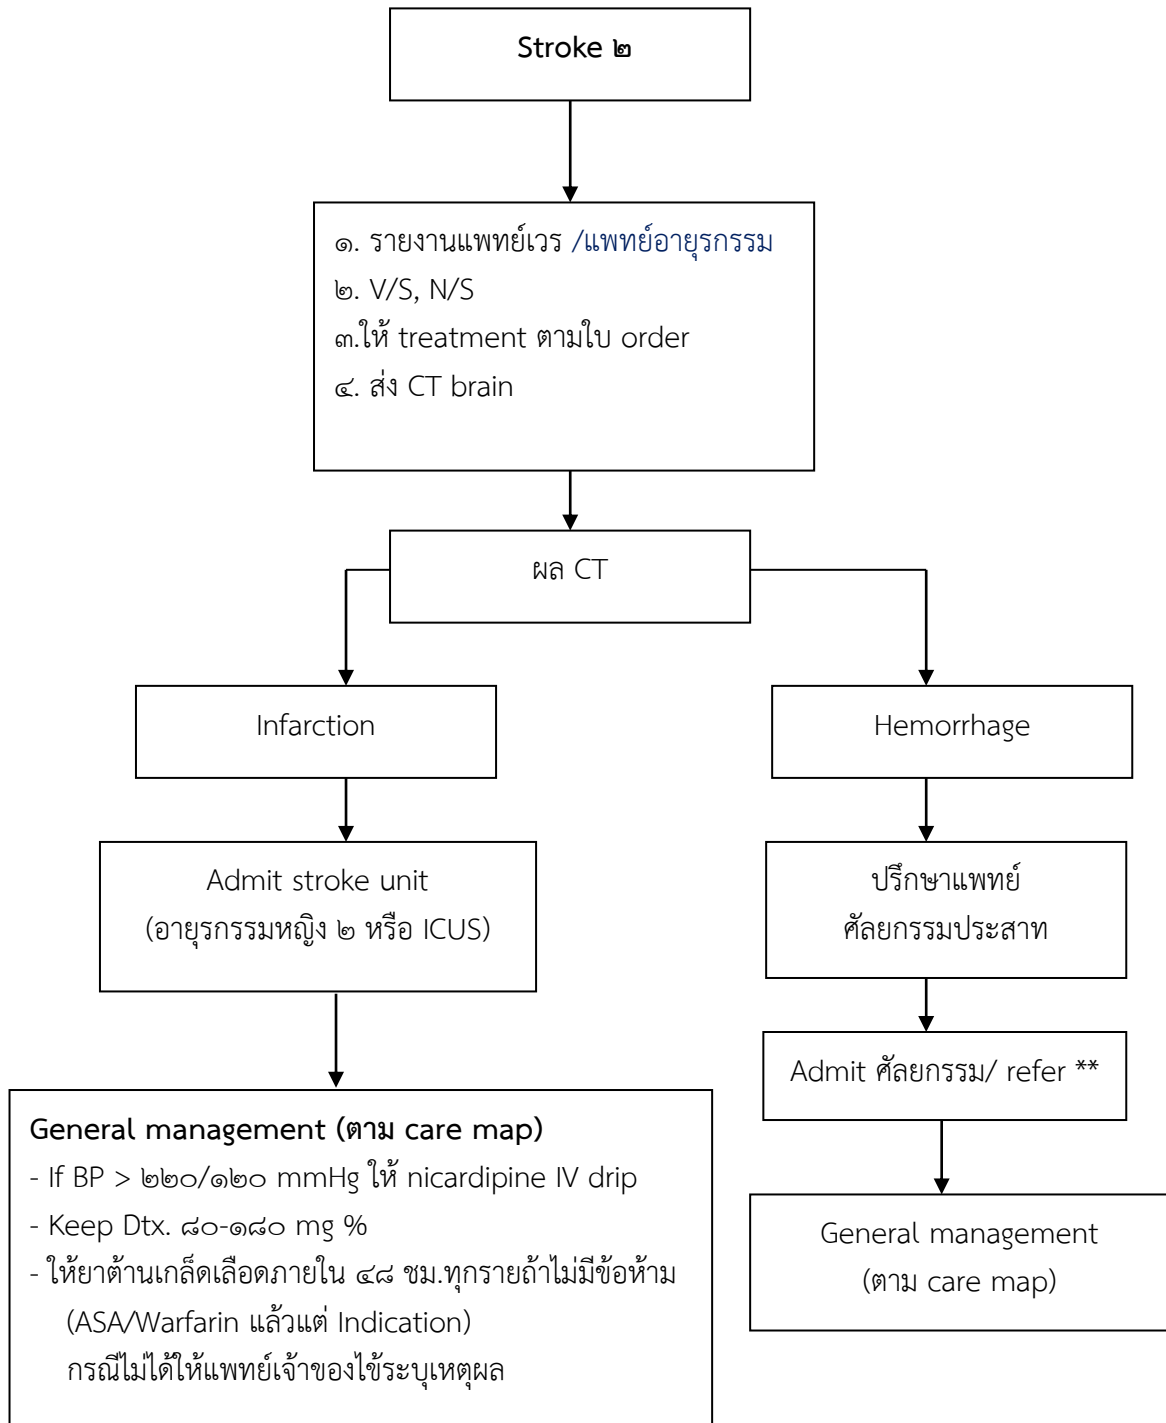 Stroke ๒
๑. รายงานแพทย์เวร /แพทย์อายุรกรรม
๒. V/S, N/S
๓.ให้ treatment ตามใบ order
๔. ส่ง CT brain
ผล CT
Infarction
Hemorrhage
Admit stroke unit
(อายุรกรรมหญิง ๒ หรือ ICUS)
ปรึกษาแพทย์
ศัลยกรรมประสาท
Admit ศัลยกรรม/ refer **
General management (ตาม care map)
- If BP > ๒๒๐/๑๒๐ mmHg ให้ nicardipine IV drip
- Keep Dtx. ๘๐-๑๘๐ mg %
- ให้ยาต้านเกล็ดเลือดภายใน ๔๘ ชม.ทุกรายถ้าไม่มีข้อห้าม
(ASA/Warfarin แล้วแต่ Indication)
กรณีไม่ได้ให้แพทย์เจ้าของไข้ระบุเหตุผล
General management
(ตาม care map)